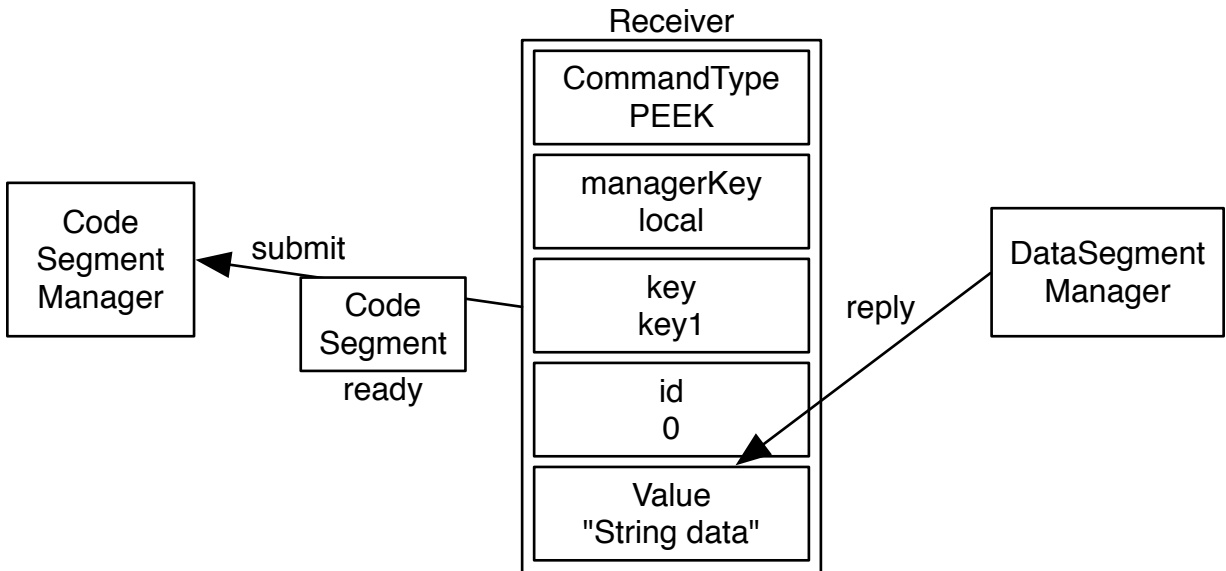 Receiver
CommandType
PEEK
managerKey
local
key
key1
id
0
Value
"String data"
Code
Segment
Manager
submit
Code
Segment
ready
reply
DataSegment
Manager